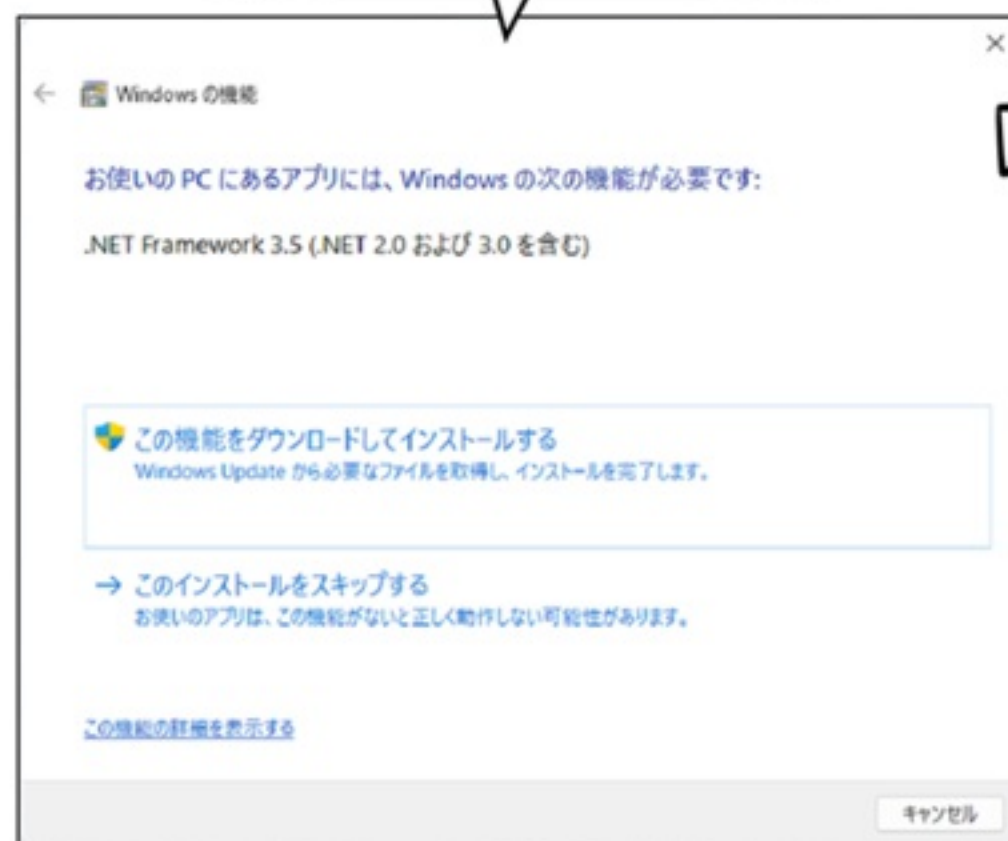 Windows の機能
お使いの PC にあるアプリには、Windows の次の機能が必要です:
.NET Framework 3.5 (.NET 2.0 および 3.0 を含む)
この機能をダウンロードしてインストールする
Windows Update から必要なファイルを取得し、インストールを完了します。
このインストールをスキップする
お使いのアプリは、この機能がないと正しく動作しない可能性があります。
この機能の詳細を表示する
キャンセル